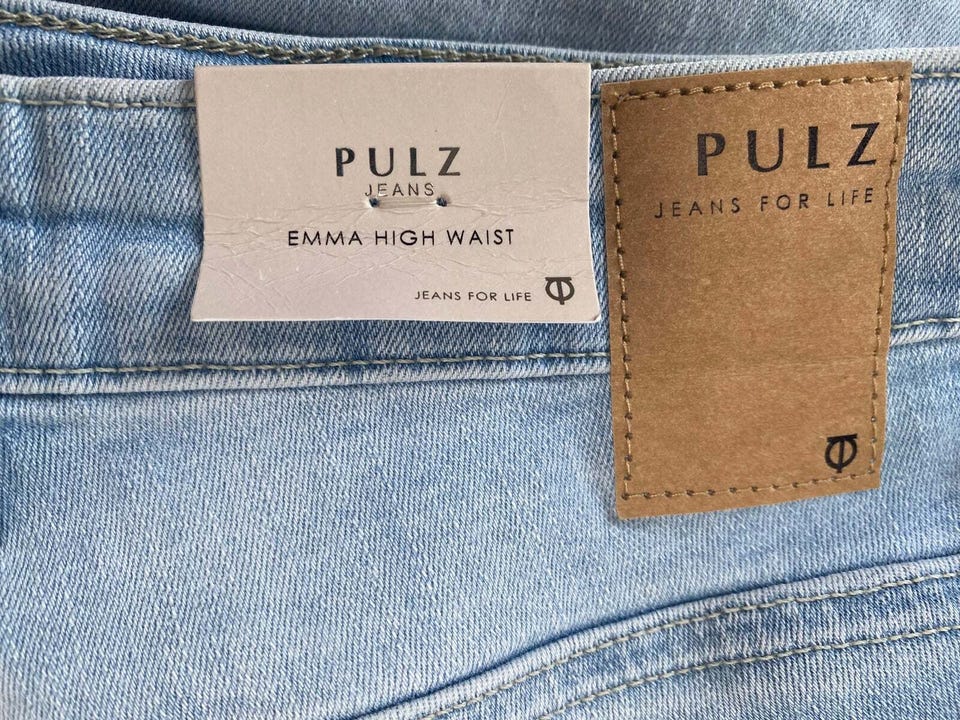 PULZ
JEANS
EMMA HIGH WAIST
JEANS FOR LIFE
PULZ
JEANS FOR LIFE